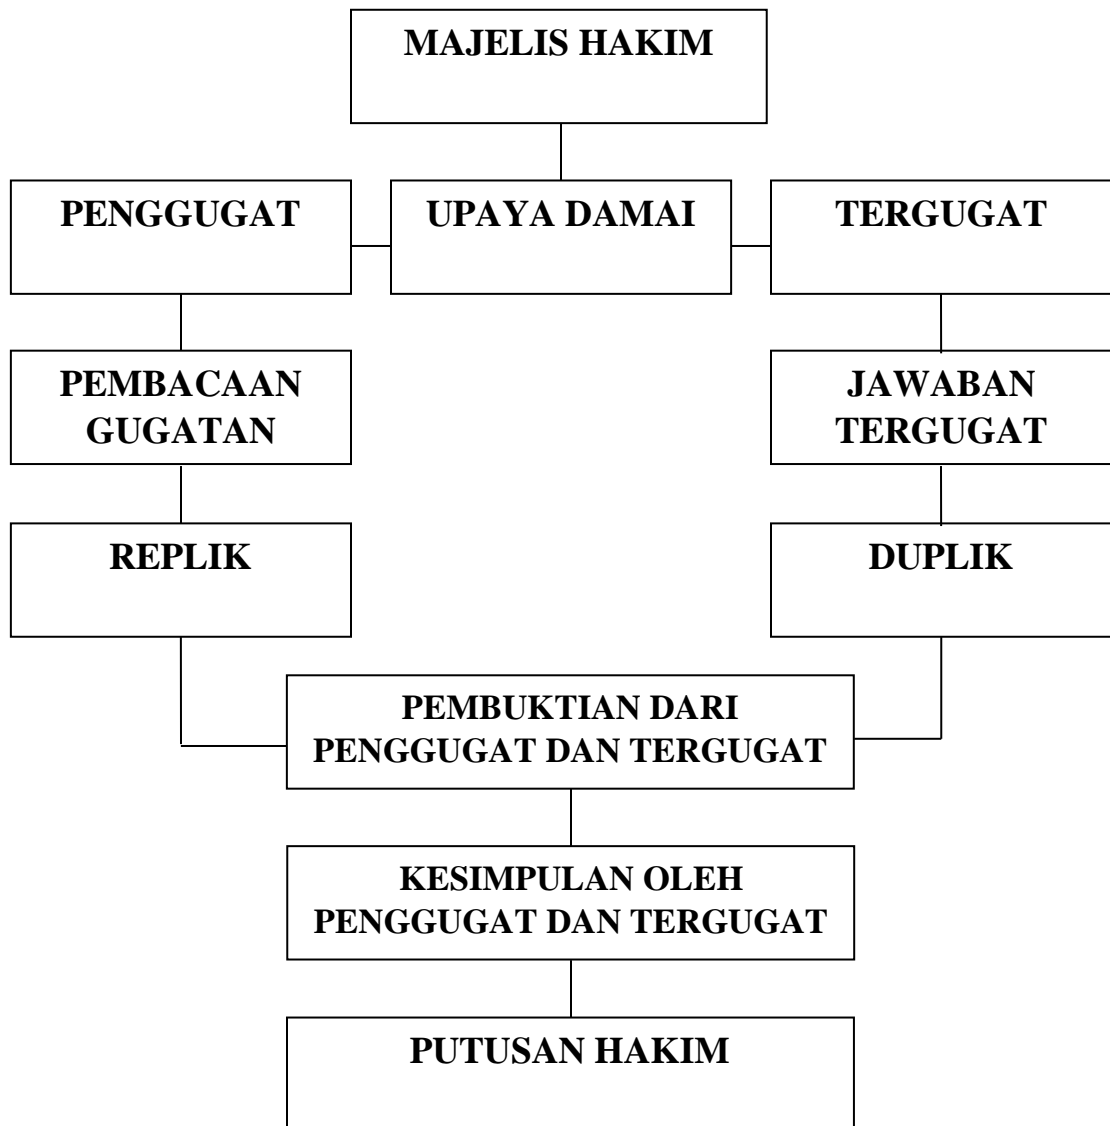 MAJELIS HAKIM
PENGGUGAT
UPAYA DAMAI
TERGUGAT
PEMBACAAN
GUGATAN
JAWABAN
TERGUGAT
REPLIK
DUPLIK
PEMBUKTIAN DARI
PENGGUGAT DAN TERGUGAT
KESIMPULAN OLEH
PENGGUGAT DAN TERGUGAT
PUTUSAN HAKIM